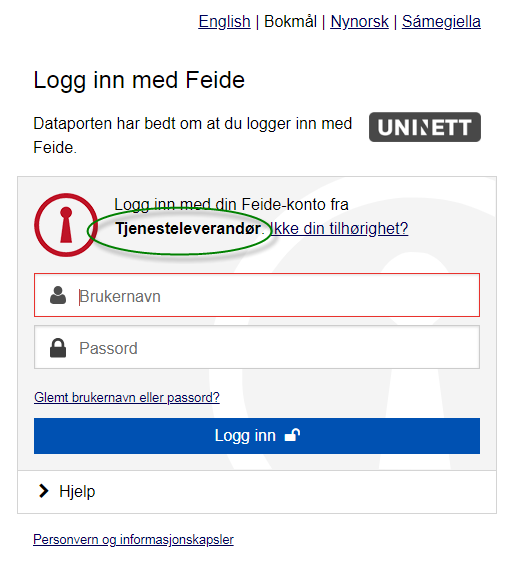 English | Bokmål | Nynorsk | Sámegiella
Logg inn med Feide
Dataporten har bedt om at du logger inn med
Feide.
UNINETT
Logg inn med din Feide-konto fra
Tjenesteleverandør. Ikke din tilhørighet?
Brukernavn
Passord
Glemt brukernavn eller passord?
Logg inn
Hjelp
Personvern og informasjonskapsler